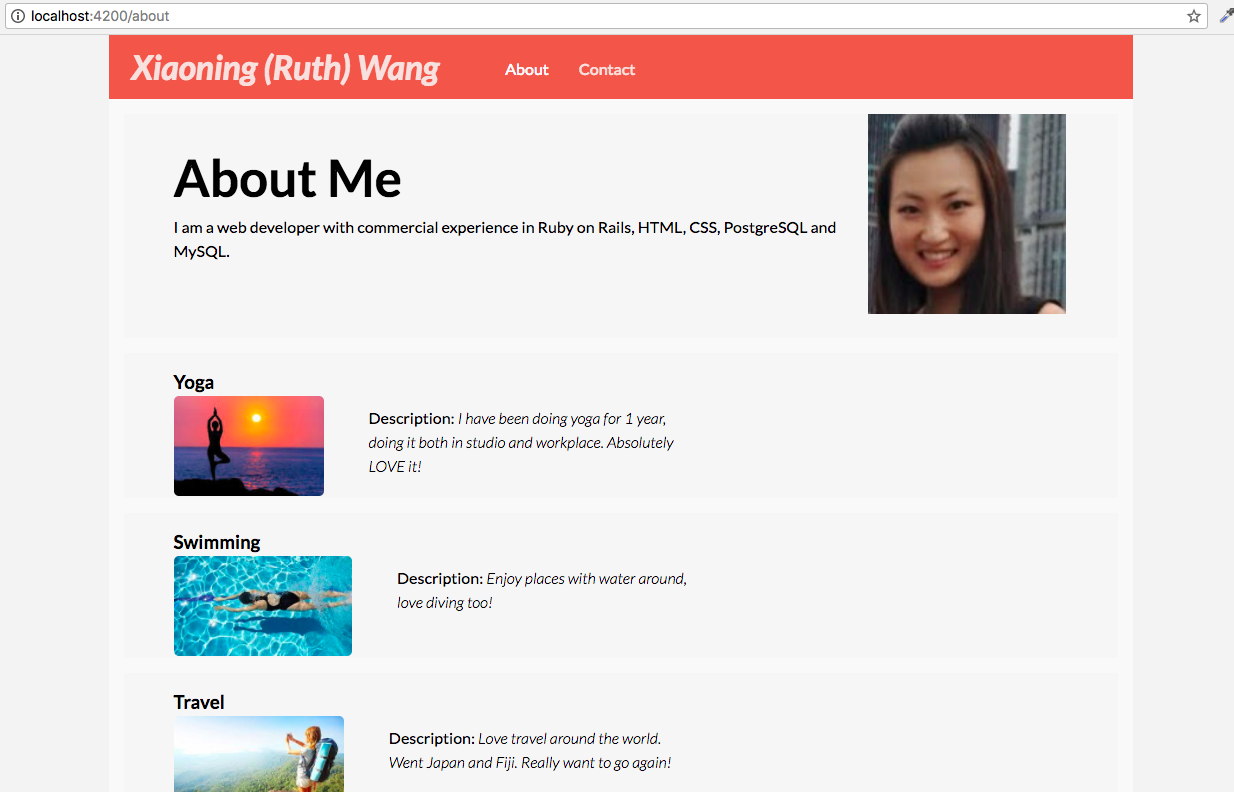 localhost:4200/about
Xiaoning (Ruth) Wang
About Contact
About Me
I am a web developer with commercial experience in Ruby on Rails, HTML, CSS, PostgreSQL and
MySQL.
Yoga
Description: I have been doing yoga for 1 year,
doing it both in studio and workplace. Absolutely
LOVE it!
Swimming
Description: Enjoy places with water around,
love diving too!
Travel
Description: Love travel around the world.
Went Japan and Fiji. Really want to go again!